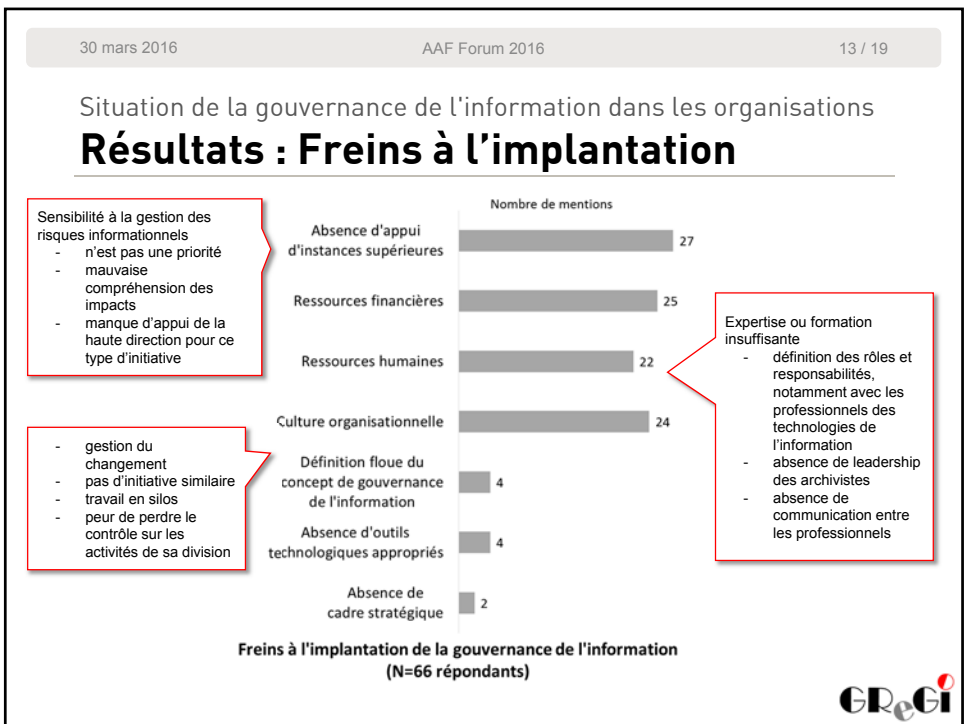 30 mars 2016
AAF Forum 2016
13 / 19
Situation de la gouvernance de l'information dans les organisations
Résultats : Freins à l’implantation
Sensibilité à la gestion des
risques informationnels
- n’est pas une priorité
- mauvaise
compréhension des
impacts
- manque d’appui de la
haute direction pour ce
type d’initiative
- gestion du
changement
- pas d’initiative similaire
- travail en silos
- peur de perdre le
contrôle sur les
activités de sa division
Nombre de mentions
Absence d'appui
d'instances supérieures
27
Ressources financières
25
Ressources humaines
22
Culture organisationnelle
24
Définition floue du
concept de gouvernance
de l'information
4
Absence d'outils
technologiques appropriés
4
Absence de
cadre stratégique
2
Freins à l'implantation de la gouvernance de l'information
(N=66 répondants)
Expertise ou formation
insuffisante
- définition des rôles et
responsabilités,
notamment avec les
professionnels des
technologies de
l’information
- absence de leadership
des archivistes
- absence de
communication entre
les professionnels
GReGi